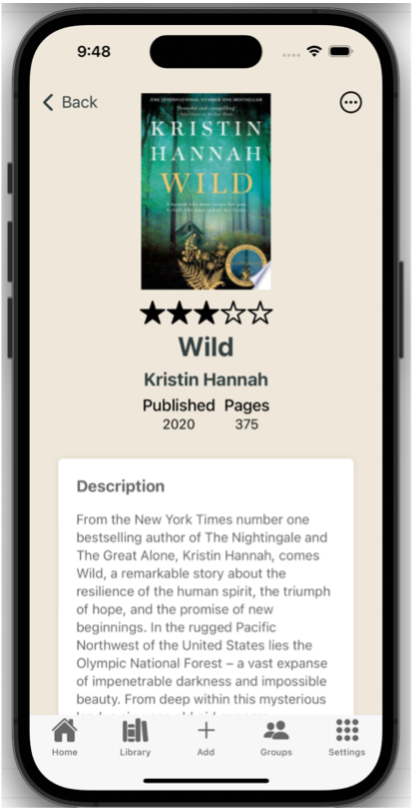 9:48
Back
THE INTERNATIONAL NUMBER ONE BESTSELLER
KRISTIN
HANNAH
WILD
Wild
Kristin Hannah
Published Pages
2020 375
Description
From the New York Times number one
bestselling author of The Nightingale and
The Great Alone, Kristin Hannah, comes
Wild, a remarkable story about the
resilience of the human spirit, the triumph
of hope, and the promise of new
beginnings. In the rugged Pacific
Northwest of the United States lies the
Olympic National Forest – a vast expanse
of impenetrable darkness and impossible
beauty. From deep within this mysterious
Home Library Add Groups Settings